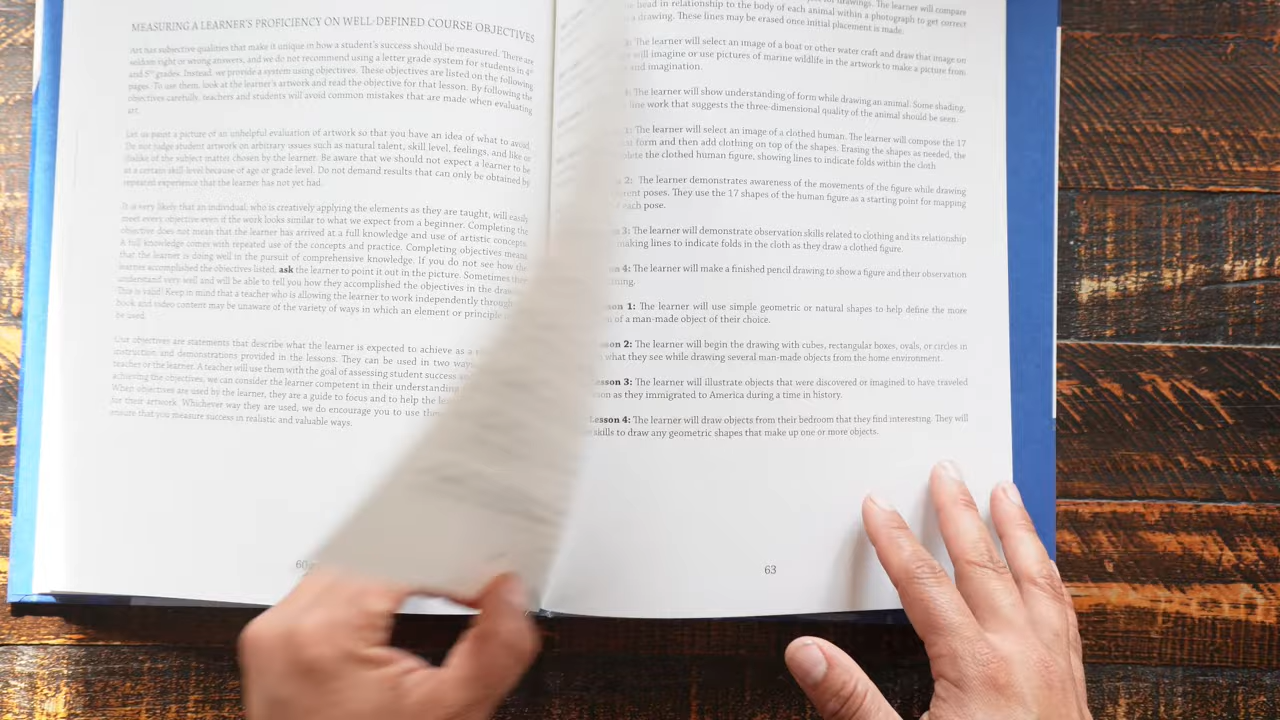 MEASURING A LEARNER'S PROFICIENCY ON WELL-DEFINED COURSE OBJECTIVES
Art has subjective qualities that make it unique in how a student's success should be measured. There are
seldom right or wrong answers, and we do not recommend using a letter grade system for students in 4th
and 5th grades. Instead, we provide a system using objectives. These objectives are listed on the following
pages. To use them, look at the learner's artwork and read the objective for that lesson. By following the
objectives carefully, teachers and students will avoid common mistakes that are made when evaluating
art.
Let us paint a picture of an unhelpful evaluation of artwork so that you have an idea of what to avoid.
Do not judge student artwork on arbitrary issues such as natural talent, skill level, feelings, and like or
dislike of the subject matter chosen by the learner. Be aware that we should not expect a learner to be
at a certain skill level because of age or grade level. Do not demand results that can only be obtained by
repeated experience that the learner has not yet had.
It is very likely that an individual, who is creatively applying the elements as they are taught, will easily
meet every objective even if the work looks similar to what we expect from a beginner. Completing the
objective does not mean that the learner has arrived at a full knowledge and use of artistic concepts.
A full knowledge comes with repeated use of the concepts and practice. Completing objectives means
that the learner is doing well in the pursuit of comprehensive knowledge. If you do not see how the
learner accomplished the objectives listed, ask the learner to point it out in the picture. Sometimes they
understand very well and will be able to tell you how they accomplished the objectives in the
This is valid! Keep in mind that a teacher who is allowing the learner to work independently through
book and video content may be unaware of the variety of ways in which an element or principle
be used.
Unit objectives are statements that describe what the learner is expected to achieve as a
instruction and demonstrations provided in the lessons. They can be used in two ways
teacher or the learner. A teacher will use them with the goal of assessing student success
achieving the objectives, we can consider the learner competent in their understanding
When objectives are used by the learner, they are a guide to focus and to help the
for their artwork. Whichever way they are used, we do encourage you to use
ensure that you measure success in realistic and valuable ways.
60
for drawings. The learner will compare
head in relationship to the body of each animal within a photograph to get correct
a drawing. These lines may be erased once initial placement is made.
The learner will select an image of a boat or other water craft and draw that image on
will imagine or use pictures of marine wildlife in the artwork to make a picture from
and imagination.
The learner will show understanding of form while drawing an animal. Some shading,
line work that suggests the three-dimensional quality of the animal should be seen.
1: The learner will select an image of a clothed human. The learner will compose the 17
form and then add clothing on top of the shapes. Erasing the shapes as needed, the
the clothed human figure, showing lines to indicate folds within the cloth.
2: The learner demonstrates awareness of the movements of the figure while drawing
poses. They use the 17 shapes of the human figure as a starting point for mapping
each pose.
3: The learner will demonstrate observation skills related to clothing and its relationship
making lines to indicate folds in the cloth as they draw a clothed figure.
4: The learner will make a finished pencil drawing to show a figure and their observation
1: The learner will use simple geometric or natural shapes to help define the more
of a man-made object of their choice.
2: The learner will begin the drawing with cubes, rectangular boxes, ovals, or circles in
what they see while drawing several man-made objects from the home environment.
3: The learner will illustrate objects that were discovered or imagined to have traveled
as they immigrated to America during a time in history.
Lesson 4: The learner will draw objects from their bedroom that they find interesting. They will
skills to draw any geometric shapes that make up one or more objects.
63